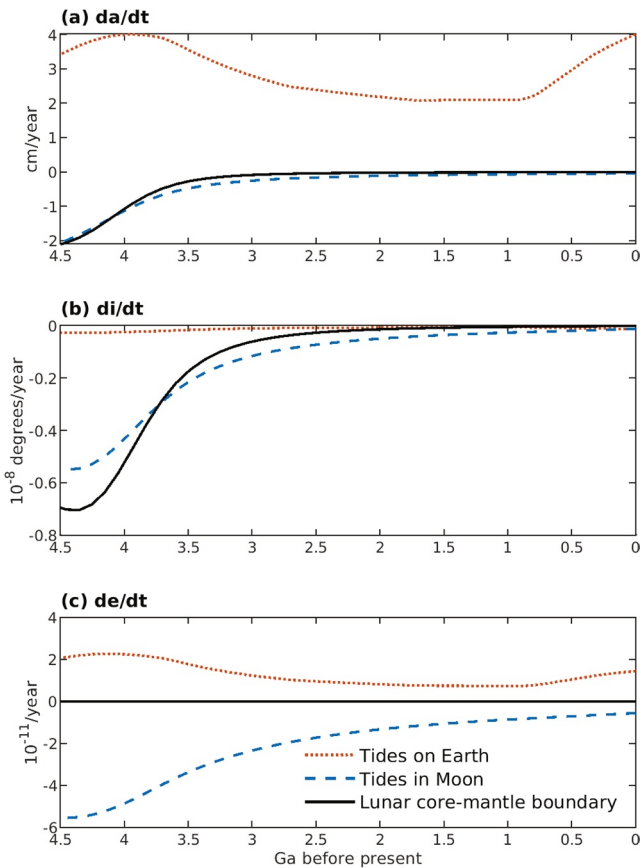 (a) da/dt
4
3
2
1
0
-1
-2
cm/year
4.5 4 3.5 3 2.5 2 1.5 1 0.5 0
(b) di/dt
0
-0.2
-0.4
-0.6
-0.8
10-8 degrees/year
4.5 4 3.5 3 2.5 2 1.5 1 0.5 0
(c) de/dt
4
2
0
-2
-4
-6
10-11/year
Tides on Earth
Tides in Moon
Lunar core-mantle boundary
4.5 4 3.5 3 2.5 2 1.5 1 0.5 0
Ga before present